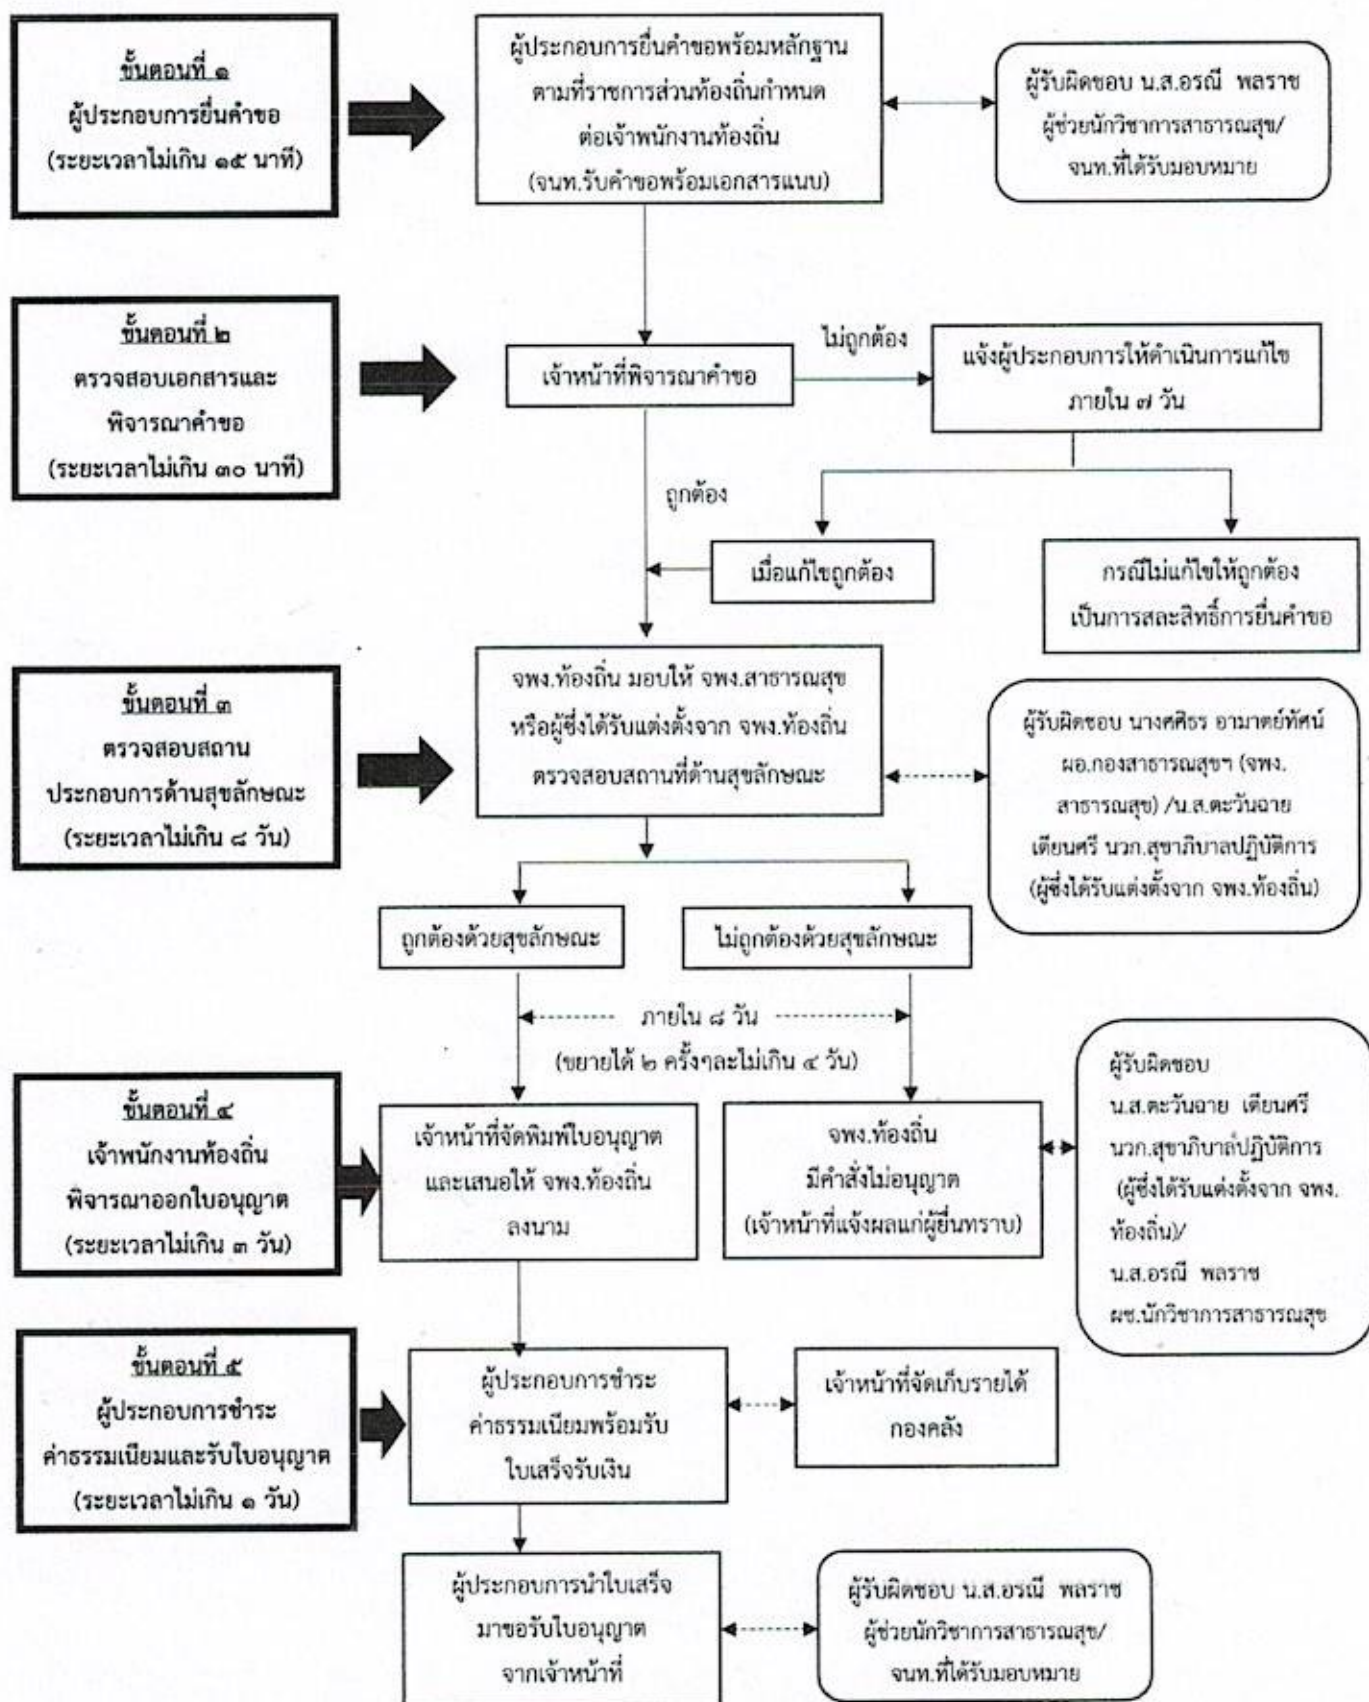 ขั้นตอนที่ ๑
ผู้ประกอบการยื่นคำขอ
(ระยะเวลาไม่เกิน ๑๕ นาที)
ผู้ประกอบการยื่นคำขอพร้อมหลักฐาน
ตามที่ราชการส่วนท้องถิ่นกำหนด
ต่อเจ้าพนักงานท้องถิ่น
(จนท.รับคำขอพร้อมเอกสารแนบ)
ผู้รับผิดชอบ น.ส.อรณี พลราช
ผู้ช่วยนักวิชาการสาธารณสุข/
จนท.ที่ได้รับมอบหมาย
ขั้นตอนที่ ๒
ตรวจสอบเอกสารและ
พิจารณาคำขอ
(ระยะเวลาไม่เกิน ๓๐ นาที)
เจ้าหน้าที่พิจารณาคำขอ
ไม่ถูกต้อง
แจ้งผู้ประกอบการให้ดำเนินการแก้ไข
ภายใน ๗ วัน
ถูกต้อง
เมื่อแก้ไขถูกต้อง
กรณีไม่แก้ไขให้ถูกต้อง
เป็นการสละสิทธิ์การยื่นคำขอ
ขั้นตอนที่ ๓
ตรวจสอบสถาน
ประกอบการด้านสุขลักษณะ
(ระยะเวลาไม่เกิน ๘ วัน)
จพง.ท้องถิ่น มอบให้ จพง.สาธารณสุข
หรือผู้ซึ่งได้รับแต่งตั้งจาก จพง.ท้องถิ่น
ตรวจสอบสถานที่ด้านสุขลักษณะ
ผู้รับผิดชอบ นางศศิธร อามาตย์ทัศน์
ผอ.กองสาธารณสุขฯ (จพง.
สาธารณสุข) /น.ส.ตะวันฉาย
เตียนศรี นวก.สุขาภิบาลปฏิบัติการ
(ผู้ซึ่งได้รับแต่งตั้งจาก จพง.ท้องถิ่น)
ถูกต้องด้วยสุขลักษณะ
ไม่ถูกต้องด้วยสุขลักษณะ
ภายใน ๘ วัน
(ขยายได้ ๒ ครั้งๆละไม่เกิน ๔ วัน)
ขั้นตอนที่ ๔
เจ้าพนักงานท้องถิ่น
พิจารณาออกใบอนุญาต
(ระยะเวลาไม่เกิน ๓ วัน)
เจ้าหน้าที่จัดพิมพ์ใบอนุญาต
และเสนอให้ จพง.ท้องถิ่น
ลงนาม
จพง.ท้องถิ่น
มีคำสั่งไม่อนุญาต
(เจ้าหน้าที่แจ้งผลแก่ผู้ยื่นทราบ)
ผู้รับผิดชอบ
น.ส.ตะวันฉาย เตียนศรี
นวก.สุขาภิบาลปฏิบัติการ
(ผู้ซึ่งได้รับแต่งตั้งจาก จพง.
ท้องถิ่น)/
น.ส.อรณี พลราช
ผช.นักวิชาการสาธารณสุข
ขั้นตอนที่ ๕
ผู้ประกอบการชำระ
ค่าธรรมเนียมและรับใบอนุญาต
(ระยะเวลาไม่เกิน ๑ วัน)
ผู้ประกอบการชำระ
ค่าธรรมเนียมพร้อมรับ
ใบเสร็จรับเงิน
เจ้าหน้าที่จัดเก็บรายได้
กองคลัง
ผู้ประกอบการนำใบเสร็จ
มาขอรับใบอนุญาต
จากเจ้าหน้าที่
ผู้รับผิดชอบ น.ส.อรณี พลราช
ผู้ช่วยนักวิชาการสาธารณสุข/
จนท.ที่ได้รับมอบหมาย